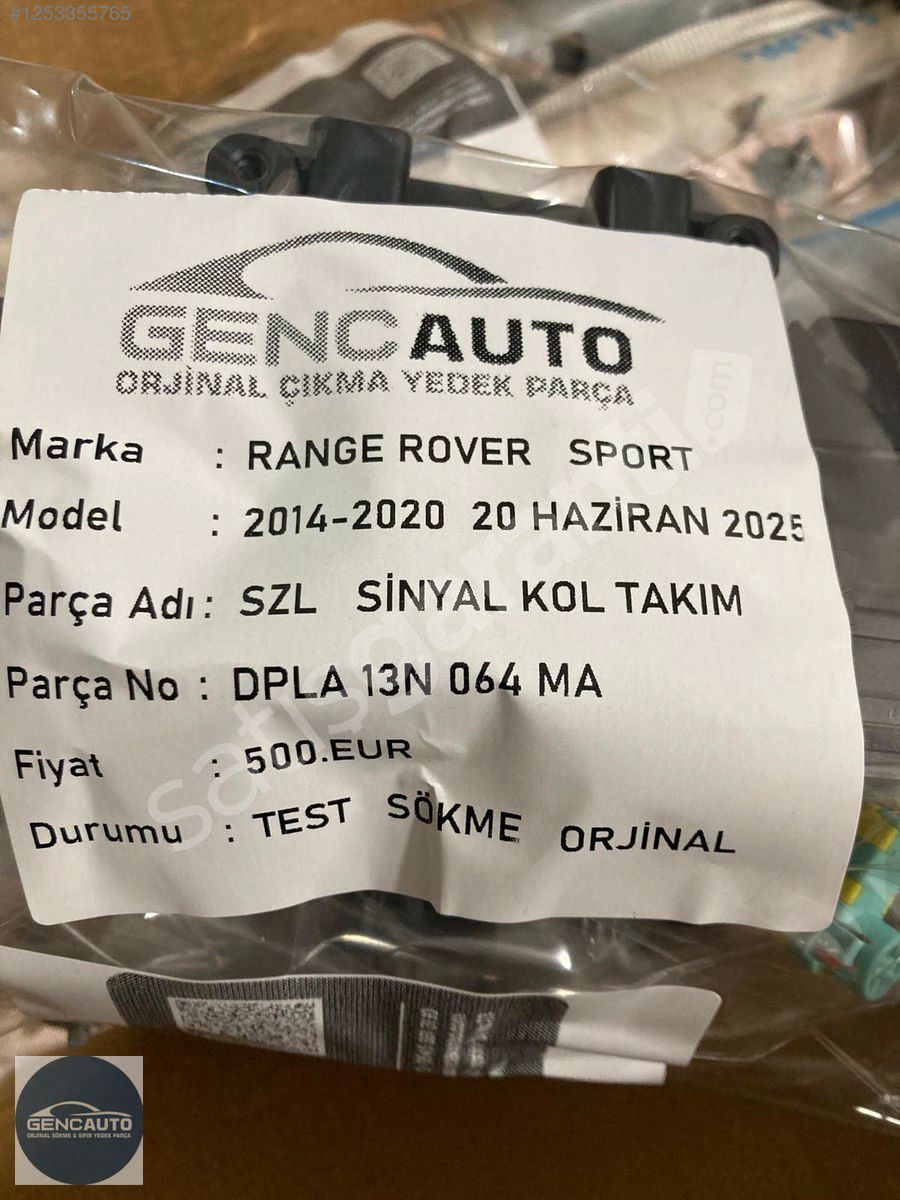 #1253355765
GENCAUTO
ORJİNAL ÇIKMA YEDEK PARÇA
Marka : RANGE ROVER SPORT
Model : 2014-2020 20 HAZİRAN 2025
Parça Adı : SZL SİNYAL KOL TAKIM
Parça No : DPLA 13N 064 MA
Fiyat : 500.EUR
Durumu : TEST SÖKME ORJİNAL
satışgaranti.com
GENCAUTO
ORJİNAL SÖKME & SIFIR YEDEK PARÇA